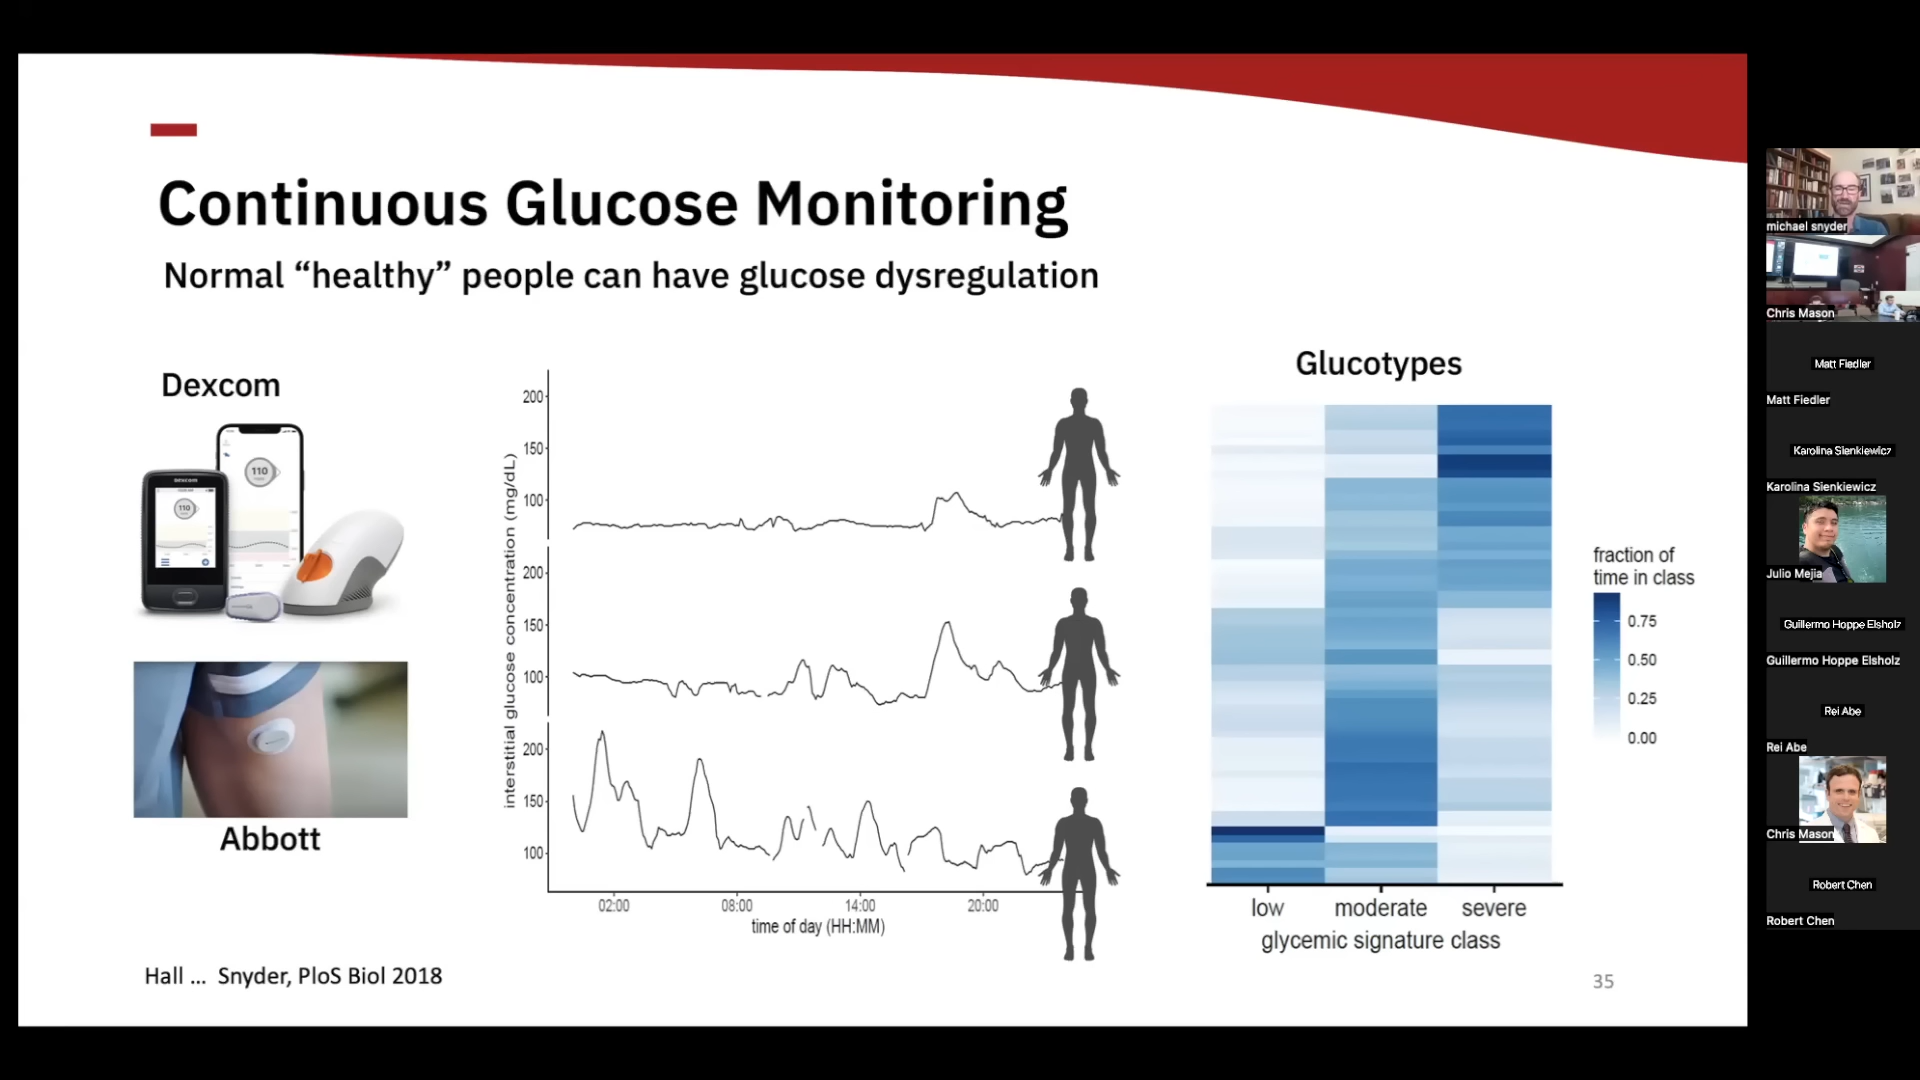 Continuous Glucose Monitoring
Normal “healthy” people can have glucose dysregulation
Dexcom
110
110
Abbott
interstitial glucose concentration (mg/dL)
200
150
100
200
150
100
200
150
100
02:00
08:00
14:00
20:00
time of day (HH:MM)
Glucotypes
low
moderate
severe
glycemic signature class
fraction of
time in class
0.75
0.50
0.25
0.00
Hall ... Snyder, PloS Biol 2018
35
michael snyder
Chris Mason
Matt Fiedler
Matt Fiedler
Karolina Sienkiewicz
Karolina Sienkiewicz
Julio Mejia
Guillermo Hoppe Elsholz
Guillermo Hoppe Elsholz
Rei Abe
Rei Abe
Chris Mason
Robert Chen
Robert Chen